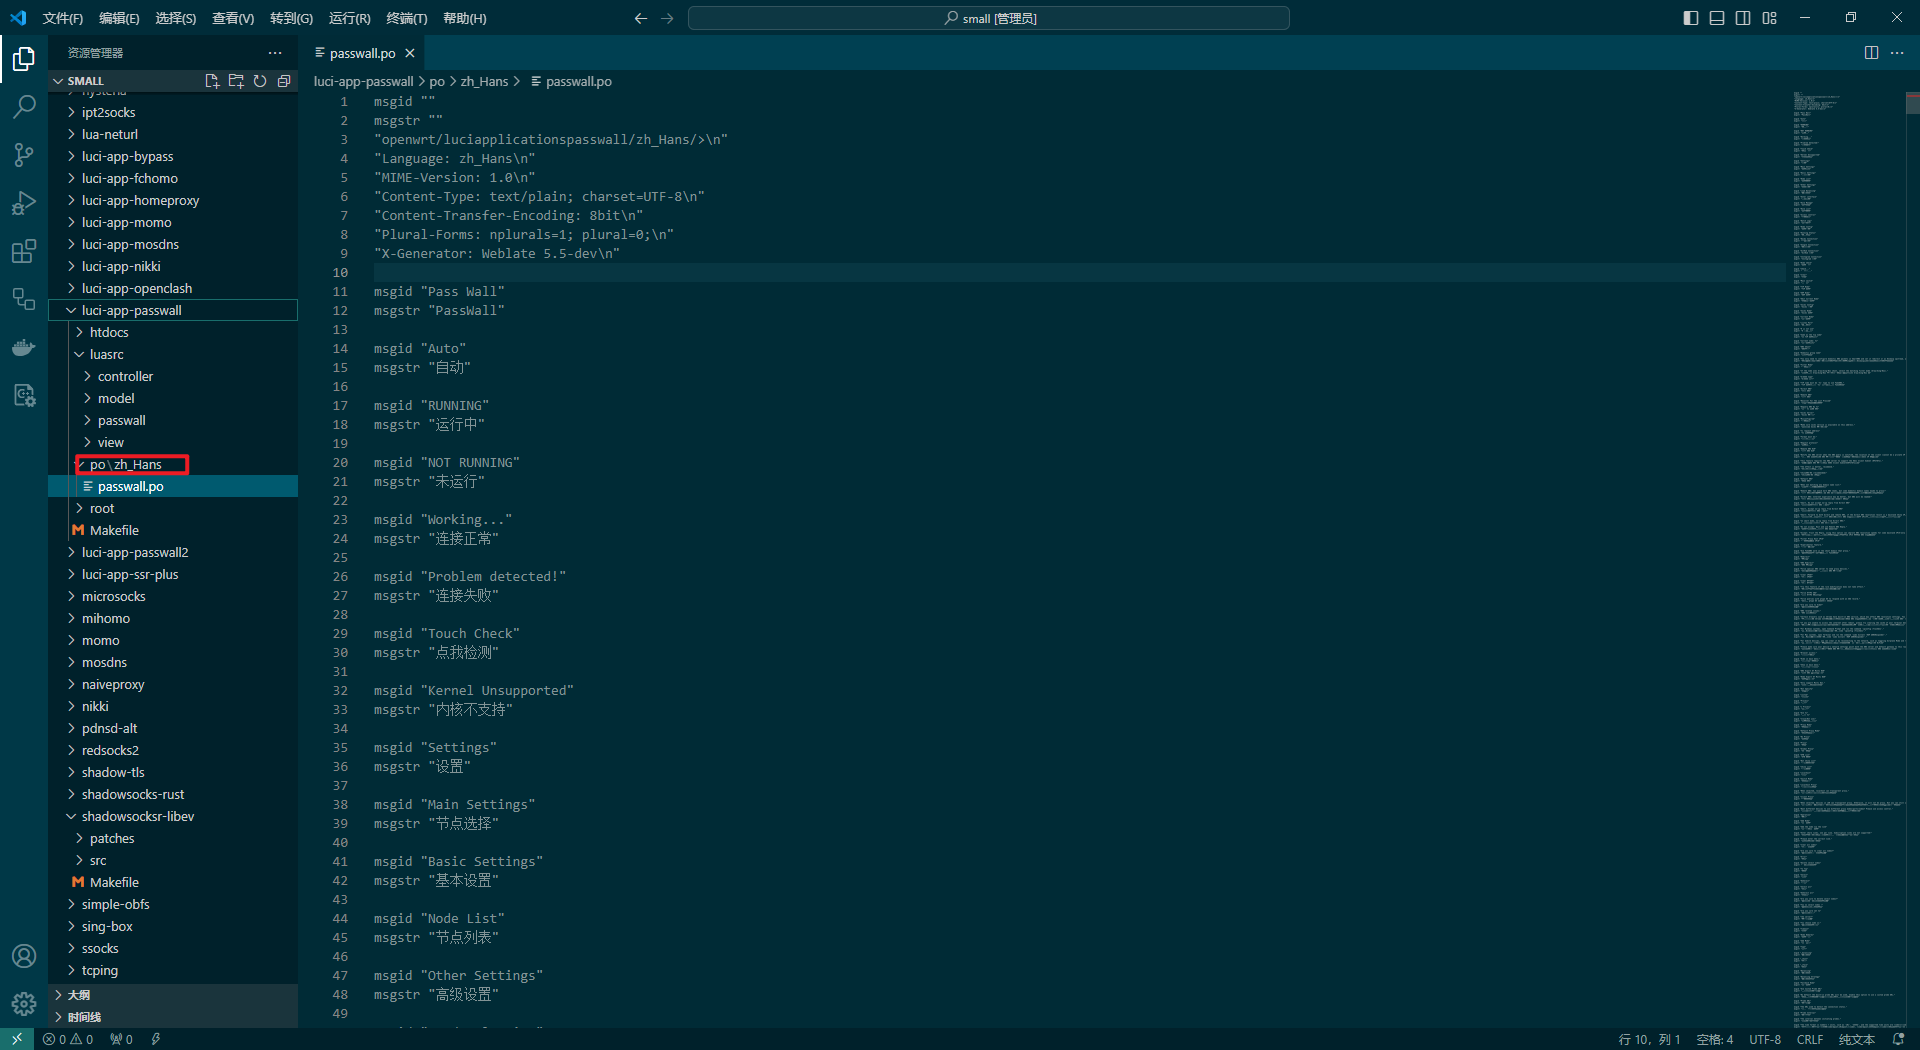 文件(F) 编辑(E) 选择(S) 查看(V) 转到(G) 运行(R) 终端(T) 帮助(H)
small [管理员]
资源管理器
passwall.po
SMALL
luci-app-passwall > po > zh_Hans > passwall.po
hysteria
ipt2socks
lua-neturl
luci-app-bypass
luci-app-fchomo
luci-app-homeproxy
luci-app-momo
luci-app-mosdns
luci-app-nikki
luci-app-openclash
luci-app-passwall
htdocs
luasrc
controller
model
passwall
view
po\zh_Hans
passwall.po
root
Makefile
luci-app-passwall2
luci-app-ssr-plus
microsocks
mihomo
momo
mosdns
naiveproxy
nikki
pdnsd-alt
redsocks2
shadow-tls
shadowsocks-rust
shadowsocksr-libev
patches
src
Makefile
simple-obfs
sing-box
ssocks
tcping
大纲
时间线
1 msgid ""
2 msgstr ""
3 "openwrt/luciapplicationspasswall/zh_Hans/>\n"
4 "Language: zh_Hans\n"
5 "MIME-Version: 1.0\n"
6 "Content-Type: text/plain; charset=UTF-8\n"
7 "Content-Transfer-Encoding: 8bit\n"
8 "Plural-Forms: nplurals=1; plural=0;\n"
9 "X-Generator: Weblate 5.5-dev\n"
10
11 msgid "Pass Wall"
12 msgstr "PassWall"
13
14 msgid "Auto"
15 msgstr "自动"
16
17 msgid "RUNNING"
18 msgstr "运行中"
19
20 msgid "NOT RUNNING"
21 msgstr "未运行"
22
23 msgid "Working..."
24 msgstr "连接正常"
25
26 msgid "Problem detected!"
27 msgstr "连接失败"
28
29 msgid "Touch Check"
30 msgstr "点我检测"
31
32 msgid "Kernel Unsupported"
33 msgstr "内核不支持"
34
35 msgid "Settings"
36 msgstr "设置"
37
38 msgid "Main Settings"
39 msgstr "节点选择"
40
41 msgid "Basic Settings"
42 msgstr "基本设置"
43
44 msgid "Node List"
45 msgstr "节点列表"
46
47 msgid "Other Settings"
48 msgstr "高级设置"
49
0 0 0 行 10，列 1 空格: 4 UTF-8 CRLF 纯文本